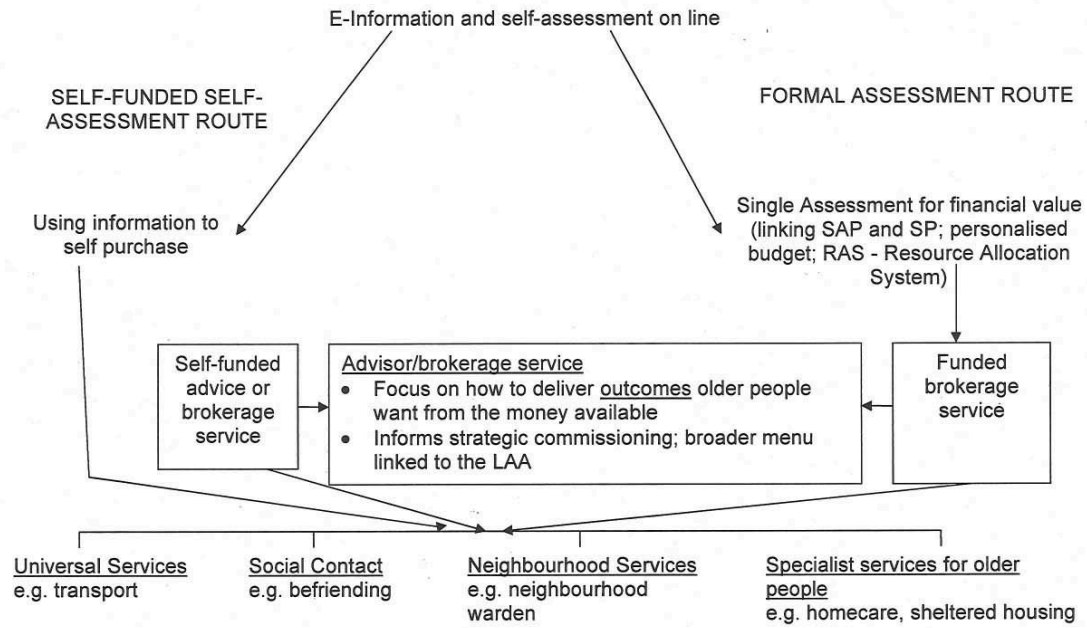 E-Information and self-assessment on line
SELF-FUNDED SELF-
ASSESSMENT ROUTE
FORMAL ASSESSMENT ROUTE
Using information to
self purchase
Single Assessment for financial value
(linking SAP and SP; personalised
budget; RAS - Resource Allocation
System)
Self-funded
advice or
brokerage
service
Advisor/brokerage service
• Focus on how to deliver outcomes older people
want from the money available
• Informs strategic commissioning; broader menu
linked to the LAA
Funded
brokerage
service
Universal Services
e.g. transport
Social Contact
e.g. befriending
Neighbourhood Services
e.g. neighbourhood
warden
Specialist services for older
people
e.g. homecare, sheltered housing